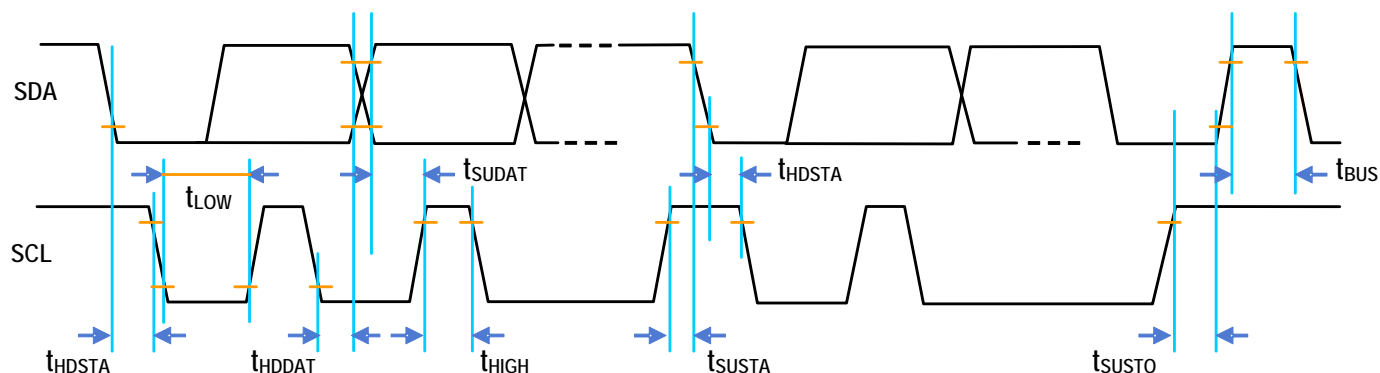 SDA
tSUDAT
tHDSTA
tBUS
tLOW
SCL
tHDSTA
tHDDAT
tHIGH
tSUSTA
tSUSTO